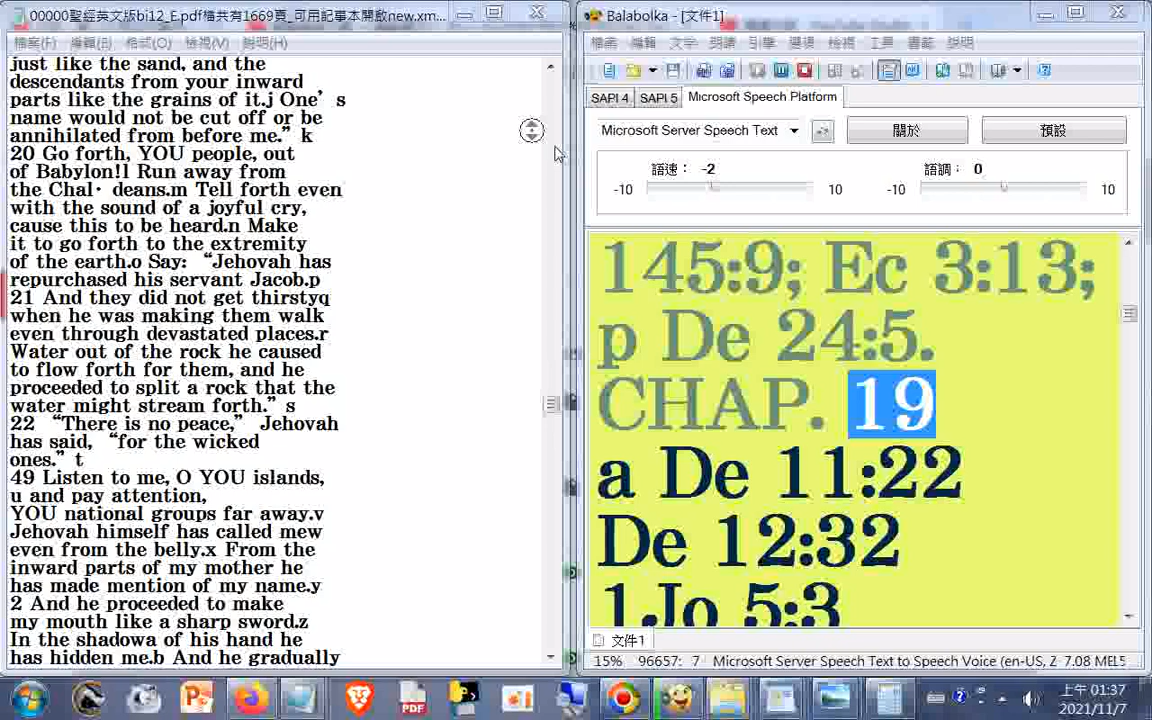 00000聖經英文版bi12_E.pdf檔共有1669頁_可用記事本開啟new.xm...
檔案(F) 編輯(E) 格式(O) 檢視(V) 說明(H)
just like the sand, and the
descendants from your inward
parts like the grains of it.j One’ s
name would not be cut off or be
annihilated from before me.” k
20 Go forth, YOU people, out
of Babylon!l Run away from
the Chal· deans.m Tell forth even
with the sound of a joyful cry,
cause this to be heard.n Make
it to go forth to the extremity
of the earth.o Say: “Jehovah has
repurchased his servant Jacob.p
21 And they did not get thirstyq
when he was making them walk
even through devastated places.r
Water out of the rock he caused
to flow forth for them, and he
proceeded to split a rock that the
water might stream forth.” s
22 “There is no peace,” Jehovah
has said, “for the wicked
ones.” t
49 Listen to me, O YOU islands,
u and pay attention,
YOU national groups far away.v
Jehovah himself has called mew
even from the belly.x From the
inward parts of my mother he
has made mention of my name.y
2 And he proceeded to make
my mouth like a sharp sword.z
In the shadowa of his hand he
has hidden me.b And he gradually
Balabolka - [文件1]
檔案 編輯 文字 朗讀 引擎 選項 檢視 工具 書籤 說明
SAPI 4 SAPI 5 Microsoft Speech Platform
Microsoft Server Speech Text 關於 預設
語速： -2 語調： 0
-10 10 -10 10
145:9; Ec 3:13;
p De 24:5.
CHAP. 19
a De 11:22
De 12:32
1.Jo 5:3
文件1
15% 96657: 7 Microsoft Server Speech Text to Speech Voice (en-US, Z 7.08 MEL5
PDF
上午 01:37
2021/11/7